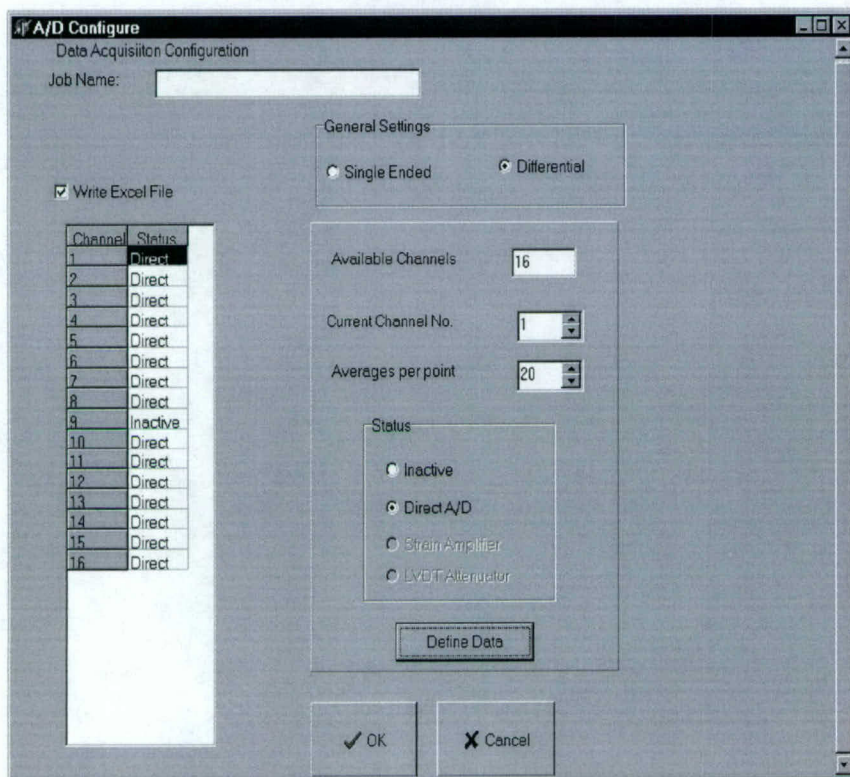 A/D Configure
Data Acquisiiton Configuration
Job Name:
General Settings
Single Ended
Differential
Write Excel File
Channel Status
1 Direct
2 Direct
3 Direct
4 Direct
5 Direct
6 Direct
7 Direct
8 Direct
9 Inactive
10 Direct
11 Direct
12 Direct
13 Direct
14 Direct
15 Direct
16 Direct
Available Channels 16
Current Channel No. 1
Averages per point 20
Status
Inactive
Direct A/D
Strain Amplifier
LVDT Attenuator
Define Data
OK
Cancel